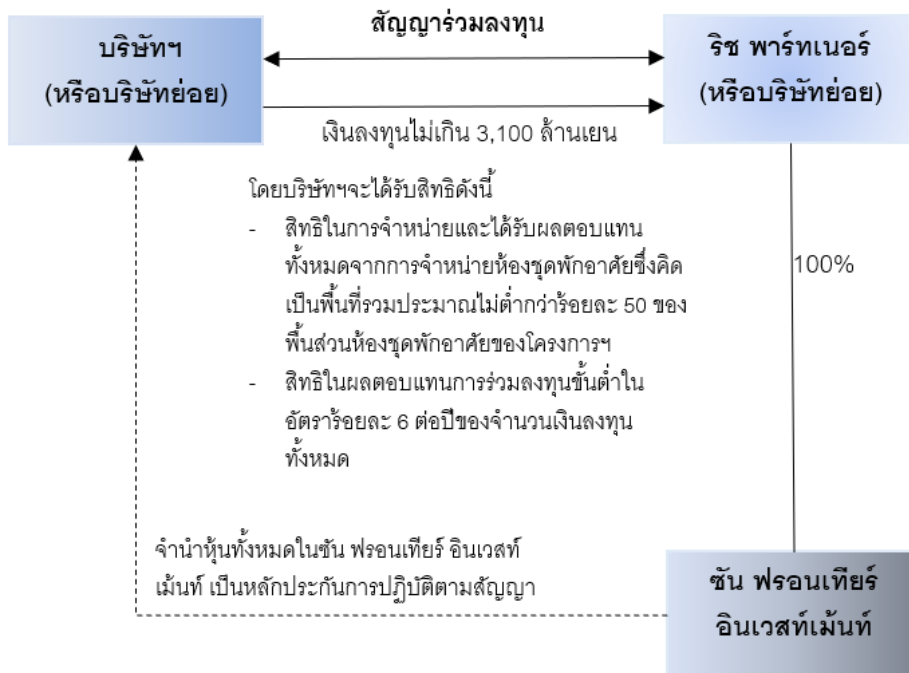 สัญญาร่วมลงทุน
บริษัทฯ
(หรือบริษัทย่อย)
ริช พาร์ทเนอร์
(หรือบริษัทย่อย)
เงินลงทุนไม่เกิน 3,100 ล้านเยน
โดยบริษัทฯจะได้รับสิทธิดังนี้
- สิทธิในการจำหน่ายและได้รับผลตอบแทน
ทั้งหมดจากการจำหน่ายห้องชุดพักอาศัยซึ่งคิด
เป็นพื้นที่รวมประมาณไม่ต่ำกว่าร้อยละ 50 ของ
พื้นส่วนห้องชุดพักอาศัยของโครงการฯ
- สิทธิในผลตอบแทนการร่วมลงทุนขั้นต่ำใน
อัตราร้อยละ 6 ต่อปีของจำนวนเงินลงทุน
ทั้งหมด
100%
จำนำหุ้นทั้งหมดในซัน ฟรอนเทียร์ อินเวสท์
เม้นท์ เป็นหลักประกันการปฏิบัติตามสัญญา
ซัน ฟรอนเทียร์
อินเวสท์เม้นท์